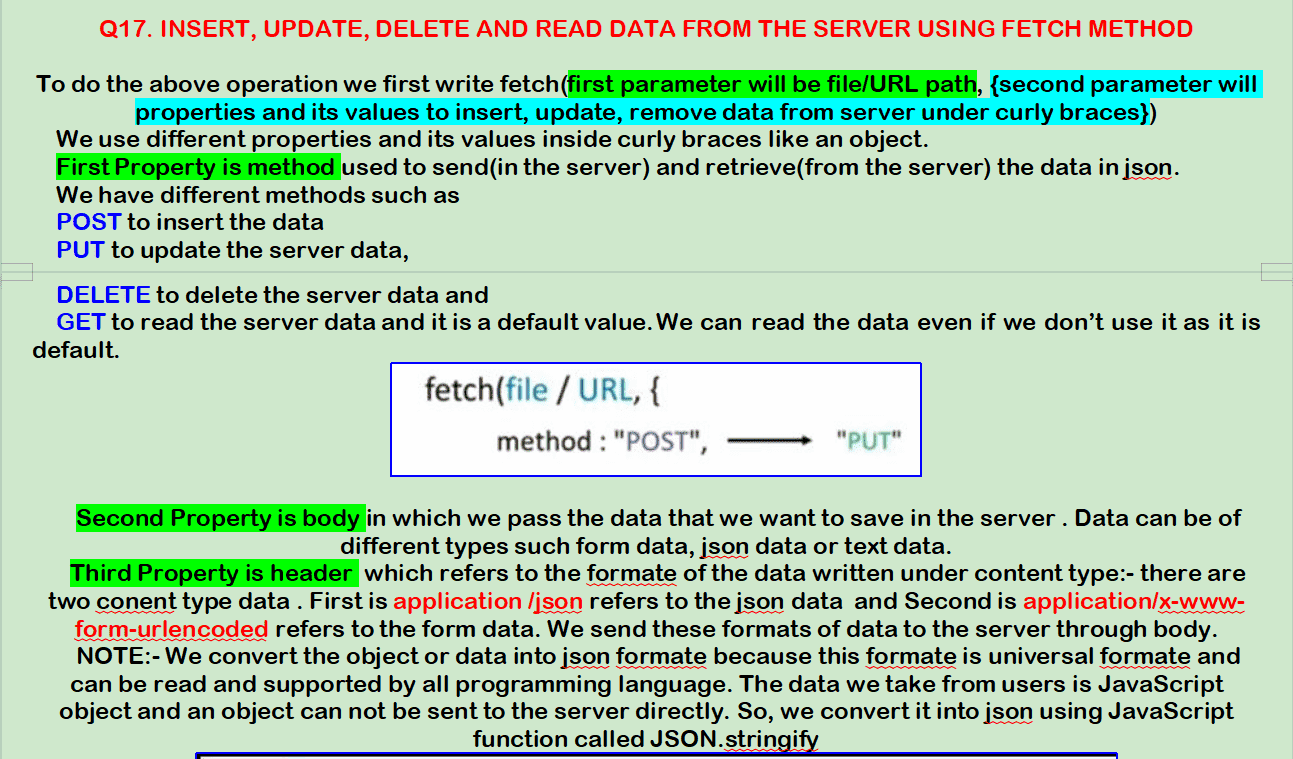 Q17. INSERT, UPDATE, DELETE AND READ DATA FROM THE SERVER USING FETCH METHOD
To do the above operation we first write fetch(first parameter will be file/URL path, {second parameter will
properties and its values to insert, update, remove data from server under curly braces})
We use different properties and its values inside curly braces like an object.
First Property is method used to send(in the server) and retrieve(from the server) the data in json.
We have different methods such as
POST to insert the data
PUT to update the server data,
DELETE to delete the server data and
GET to read the server data and it is a default value. We can read the data even if we don’t use it as it is
default.
fetch(file / URL, {
method : "POST", "PUT"
Second Property is body in which we pass the data that we want to save in the server . Data can be of
different types such form data, json data or text data.
Third Property is header which refers to the formate of the data written under content type:- there are
two conent type data . First is application /json refers to the json data and Second is application/x-www-
form-urlencoded refers to the form data. We send these formats of data to the server through body.
NOTE:- We convert the object or data into json formate because this formate is universal formate and
can be read and supported by all programming language. The data we take from users is JavaScript
object and an object can not be sent to the server directly. So, we convert it into json using JavaScript
function called JSON.stringify